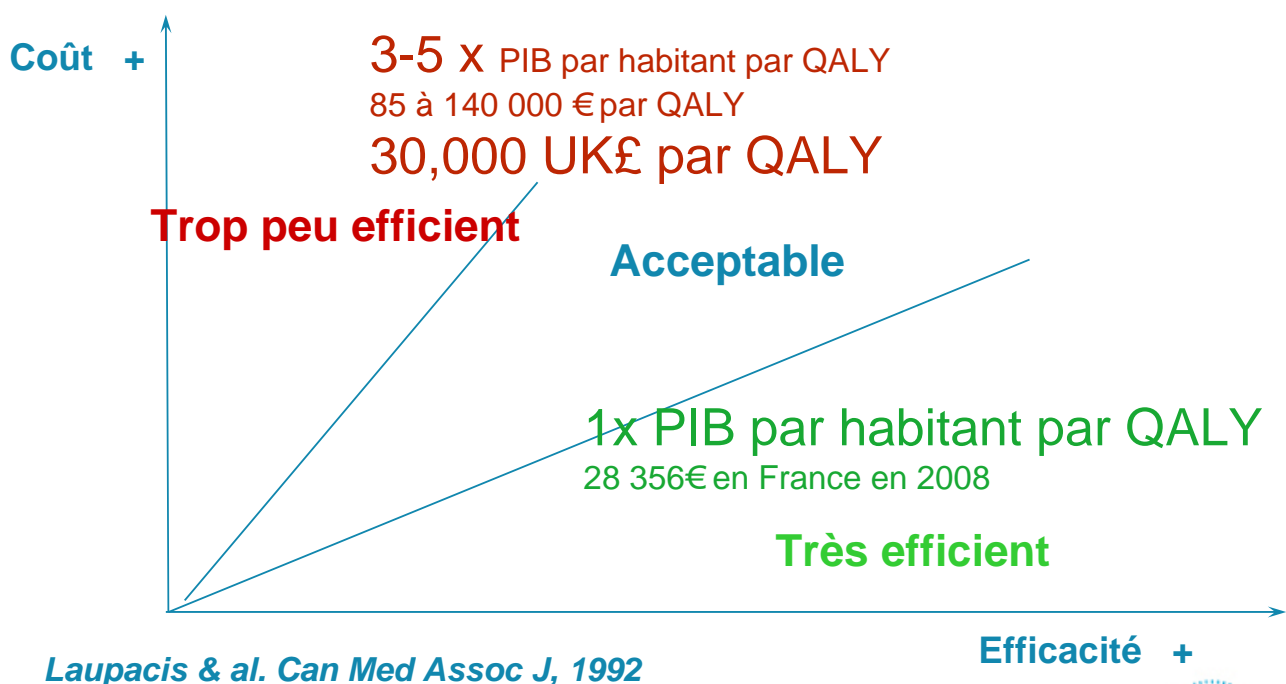 Coût +
3-5 x PIB par habitant par QALY
85 à 140 000 € par QALY
30,000 UK£ par QALY
Trop peu efficient
Acceptable
1x PIB par habitant par QALY
28 356€ en France en 2008
Très efficient
Efficacité +
Laupacis & al. Can Med Assoc J, 1992